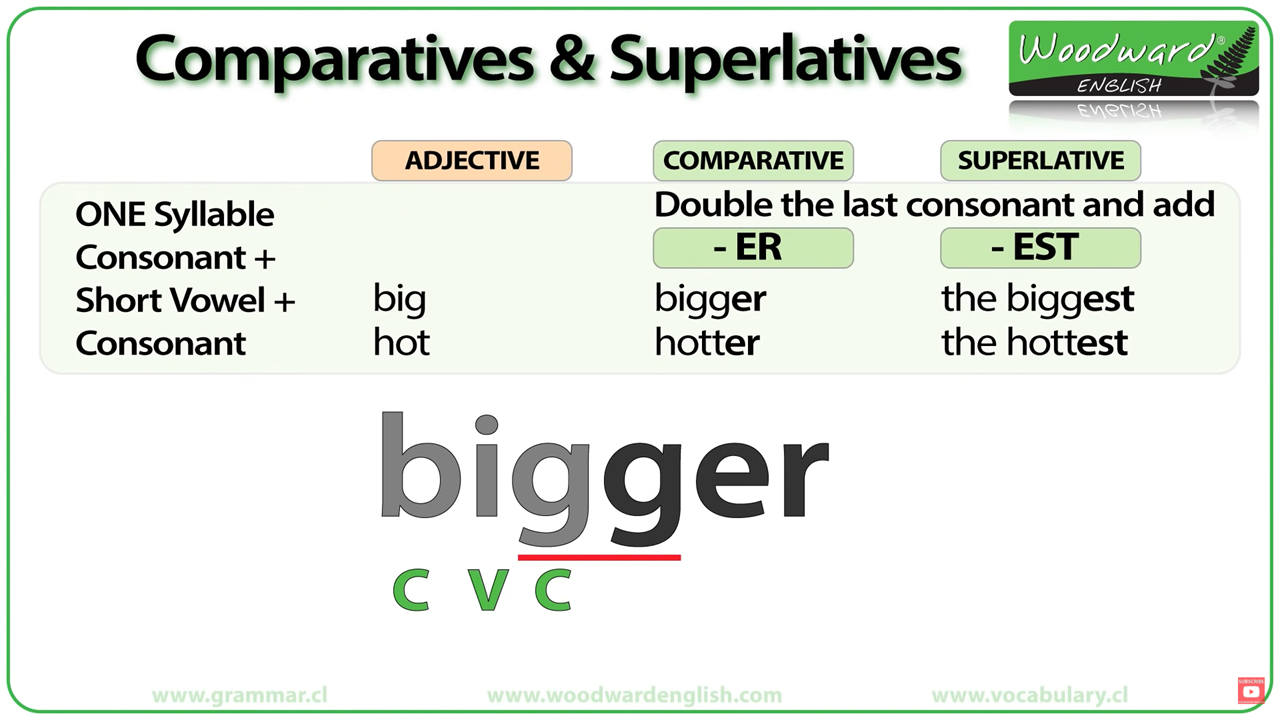 Comparatives & Superlatives
Woodward®
ENGLISH
ADJECTIVE COMPARATIVE SUPERLATIVE
ONE Syllable
Consonant +
Short Vowel +
Consonant
Double the last consonant and add
- ER - EST
big bigger the biggest
hot hotter the hottest
bigger
C V C
www.grammar.cl www.woodwardenglish.com www.vocabulary.cl
SUBSCRIBE